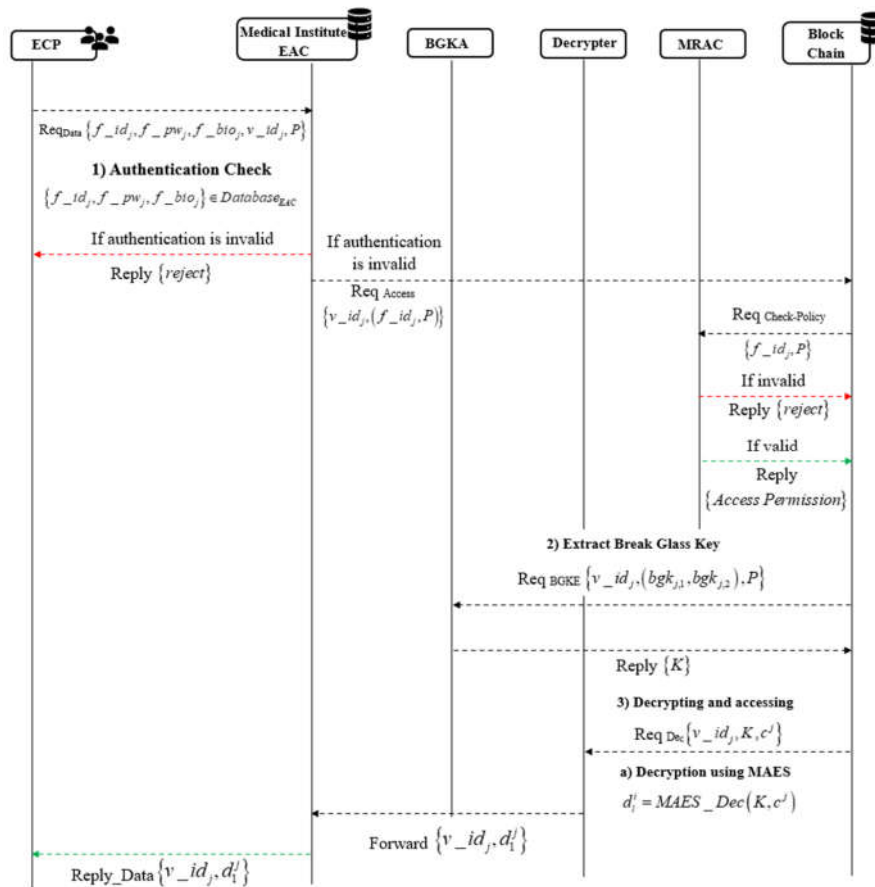 ECP
Medical Institute
EAC
BGKA
Decrypter
MRAC
Block
Chain
Req_Data {f_id_j, f_pw_j, f_bio_j, v_id_j, P}
1) Authentication Check
{f_id_j, f_pw_j, f_bio_j} ∈ Database_EAC
If authentication is invalid
Reply {reject}
If authentication
is invalid
Req Access
{v_id_j, (f_id_j, P)}
Req Check-Policy
{f_id_j, P}
If invalid
Reply {reject}
If valid
Reply
{Access Permission}
2) Extract Break Glass Key
Req BGKE {v_id_j, (bgk_j,1, bgk_j,2), P}
Reply {K}
3) Decrypting and accessing
Req Dec {v_id_j, K, c^j}
a) Decryption using MAES
d_i^i = MAES_Dec(K, c^j)
Forward {v_id_j, d_1^j}
Reply_Data {v_id_j, d_1^j}